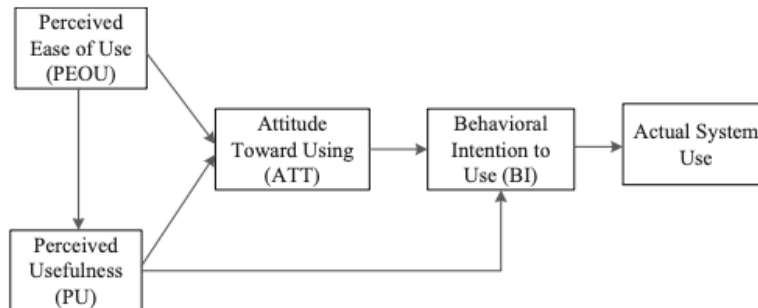 Perceived
Ease of Use
(PEOU)
Attitude
Toward Using
(ATT)
Behavioral
Intention to
Use (BI)
Actual System
Use
Perceived
Usefulness
(PU)